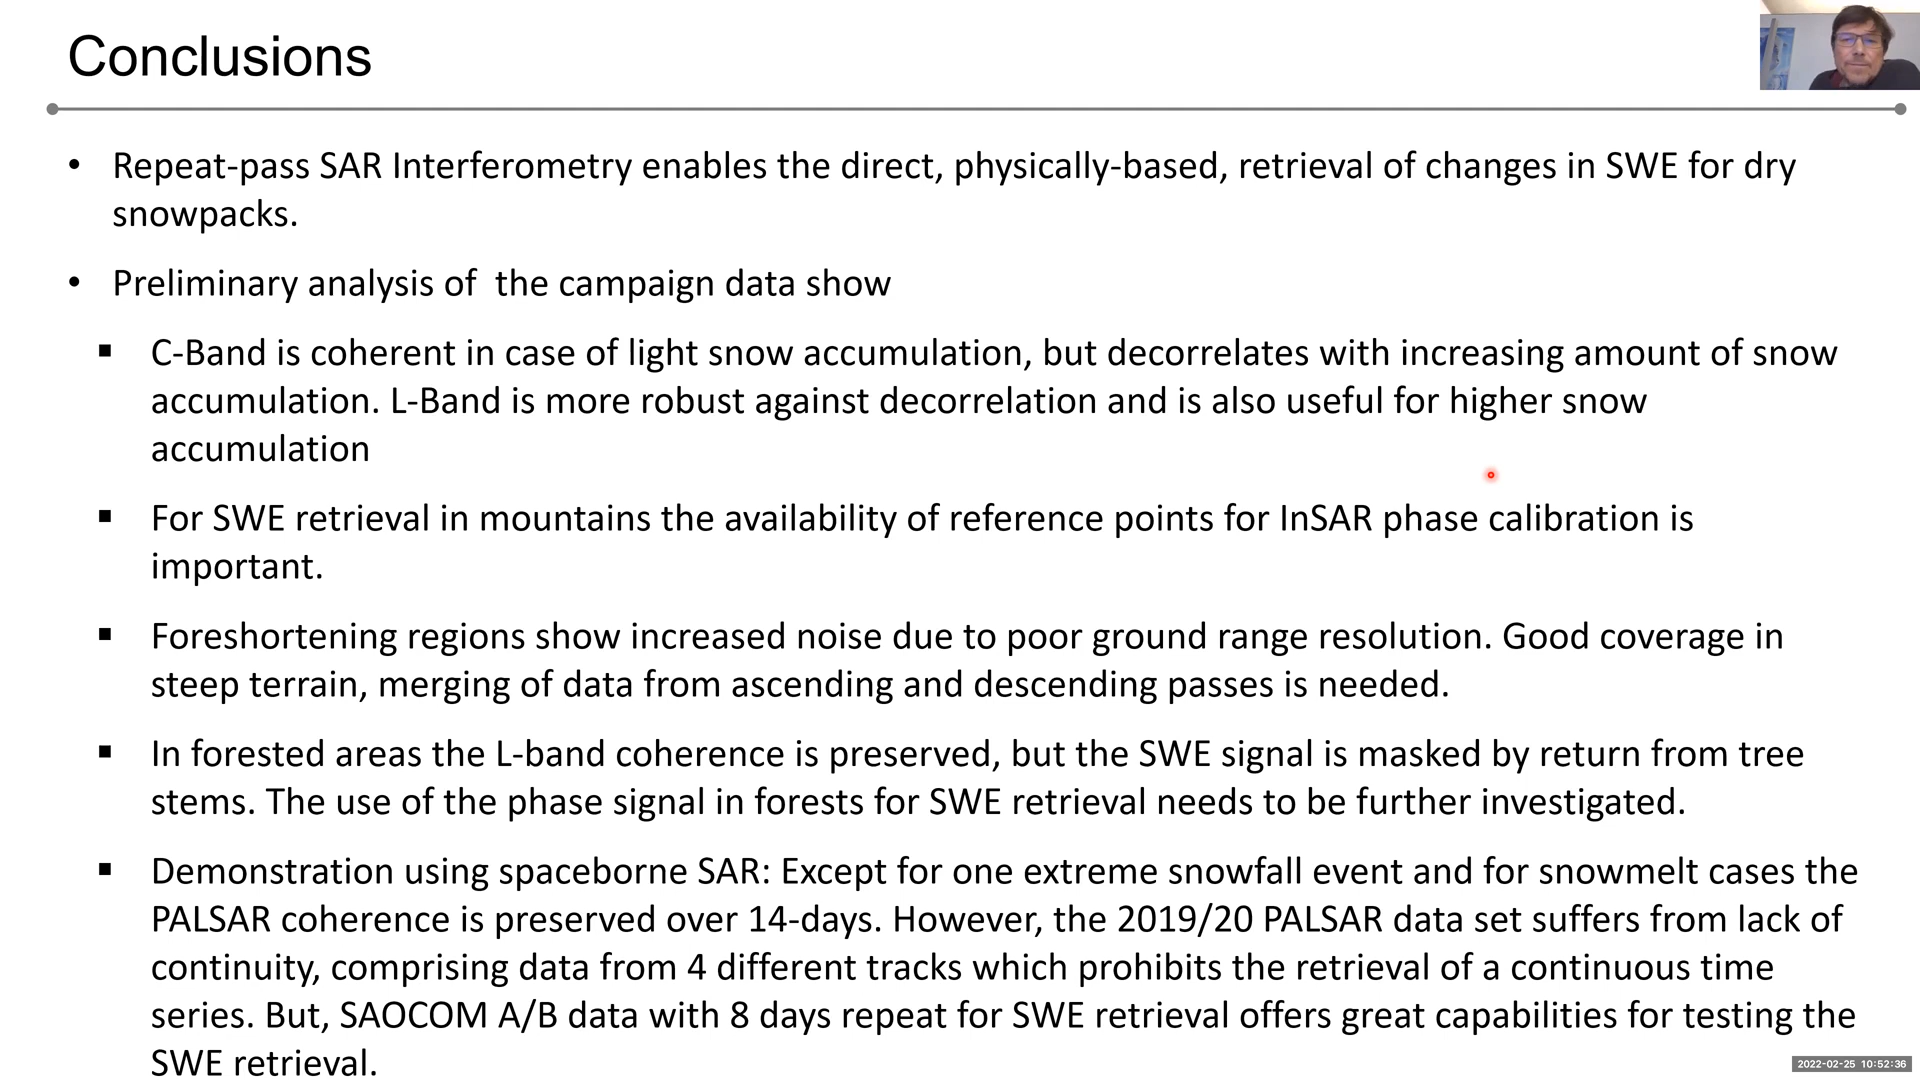 Conclusions
• Repeat-pass SAR Interferometry enables the direct, physically-based, retrieval of changes in SWE for dry
snowpacks.
• Preliminary analysis of  the campaign data show
▪ C-Band is coherent in case of light snow accumulation, but decorrelates with increasing amount of snow
accumulation. L-Band is more robust against decorrelation and is also useful for higher snow
accumulation
▪ For SWE retrieval in mountains the availability of reference points for InSAR phase calibration is
important.
▪ Foreshortening regions show increased noise due to poor ground range resolution. Good coverage in
steep terrain, merging of data from ascending and descending passes is needed.
▪ In forested areas the L-band coherence is preserved, but the SWE signal is masked by return from tree
stems. The use of the phase signal in forests for SWE retrieval needs to be further investigated.
▪ Demonstration using spaceborne SAR: Except for one extreme snowfall event and for snowmelt cases the
PALSAR coherence is preserved over 14-days. However, the 2019/20 PALSAR data set suffers from lack of
continuity, comprising data from 4 different tracks which prohibits the retrieval of a continuous time
series. But, SAOCOM A/B data with 8 days repeat for SWE retrieval offers great capabilities for testing the
SWE retrieval.
2022-02-25 10:52:36